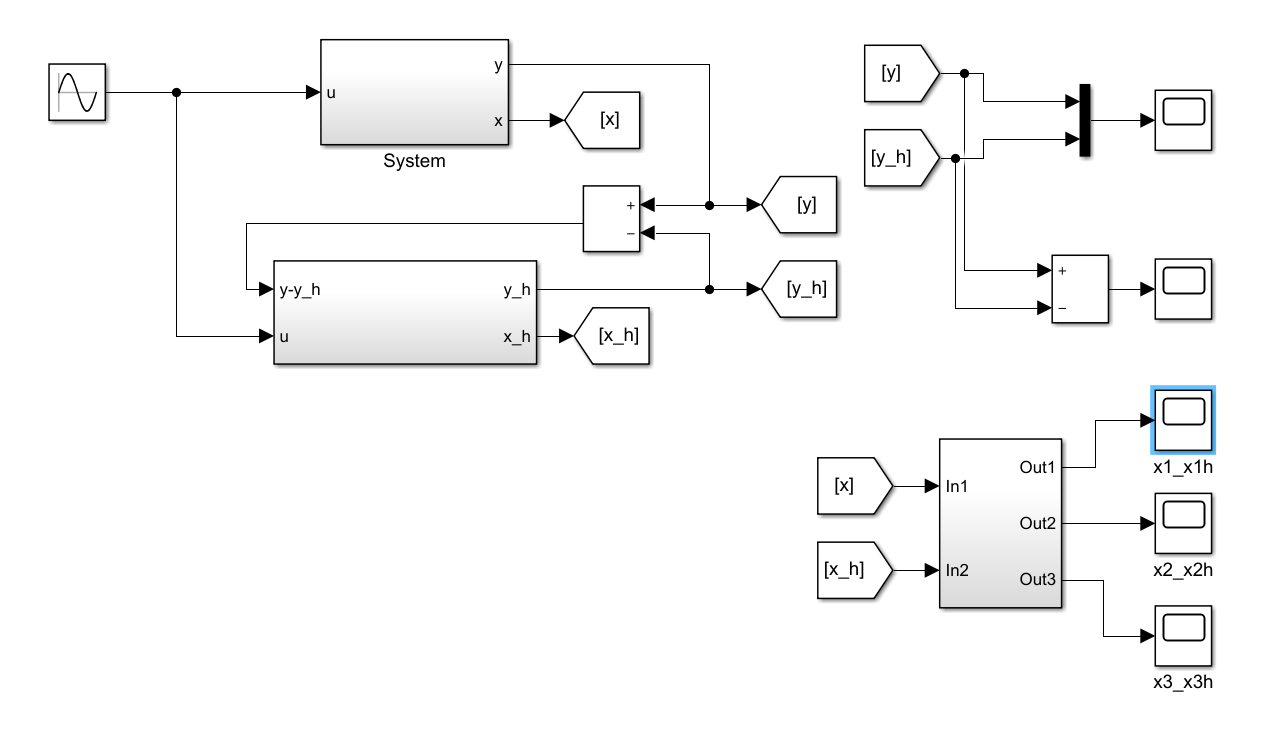 u
y
x
System
[x]
+
−
[y]
y-y_h
u
y_h
x_h
[y_h]
[x_h]
[y]
[y_h]
+
−
[x]
[x_h]
In1
In2
Out1
Out2
Out3
x1_x1h
x2_x2h
x3_x3h